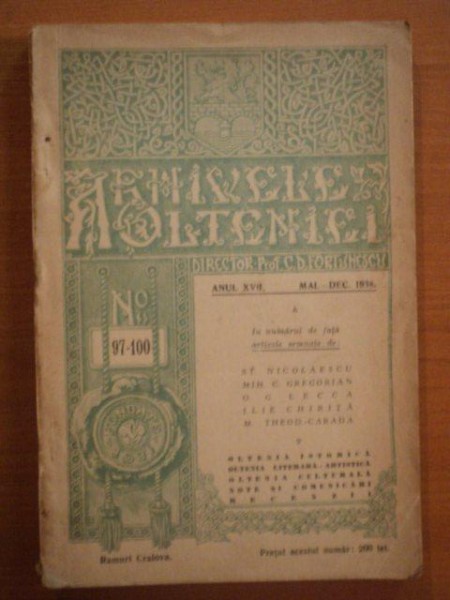 ARHIVELE
OLTENIEI
DIRECTOR: Prof. C. D. FORTUNESCU
ANUL XVII. MAI - DEC. 1938.
No
97-100
In numărul de față
articole semnate de:
ST. NICOLAESCU
MIH. C. GREGORIAN
O. G. LECCA
ILIE CHIRIȚĂ
M. THEOD-CARADA
OLTENIA ISTORICĂ
OLTENIA LITERARĂ - ARTISTICĂ
OLTENIA CULTURALĂ
NOTE ȘI COMUNICĂRI
RECENZII
Ramuri Craiova.
Prețul acestui număr: 200 lei.